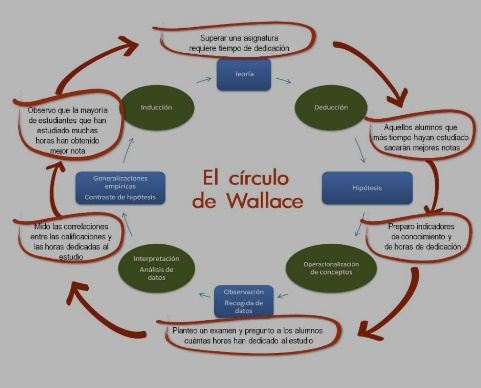 Superar una asignatura
requiere tiempo de dedicación
Teoría
Inducción
Deducción
Observo que la mayoría
de estudiantes que han
estudiado muchas
horas han obtenido
mejor nota
Aquellos alumnos que
más tiempo hayan estudiado
sacarán mejores notas
Generalizaciones
empíricas
Contraste de hipótesis
El círculo
de Wallace
Hipótesis
Mido las correlaciones
entre las calificaciones y
las horas dedicadas al
estudio
Preparo indicadores
de conocimiento y
de horas de dedicación
Interpretación
Análisis de
datos
Operacionalización
de conceptos
Observación
Recogida de
datos
Planteo un examen y pregunto a los alumnos
cuántas horas han dedicado al estudio